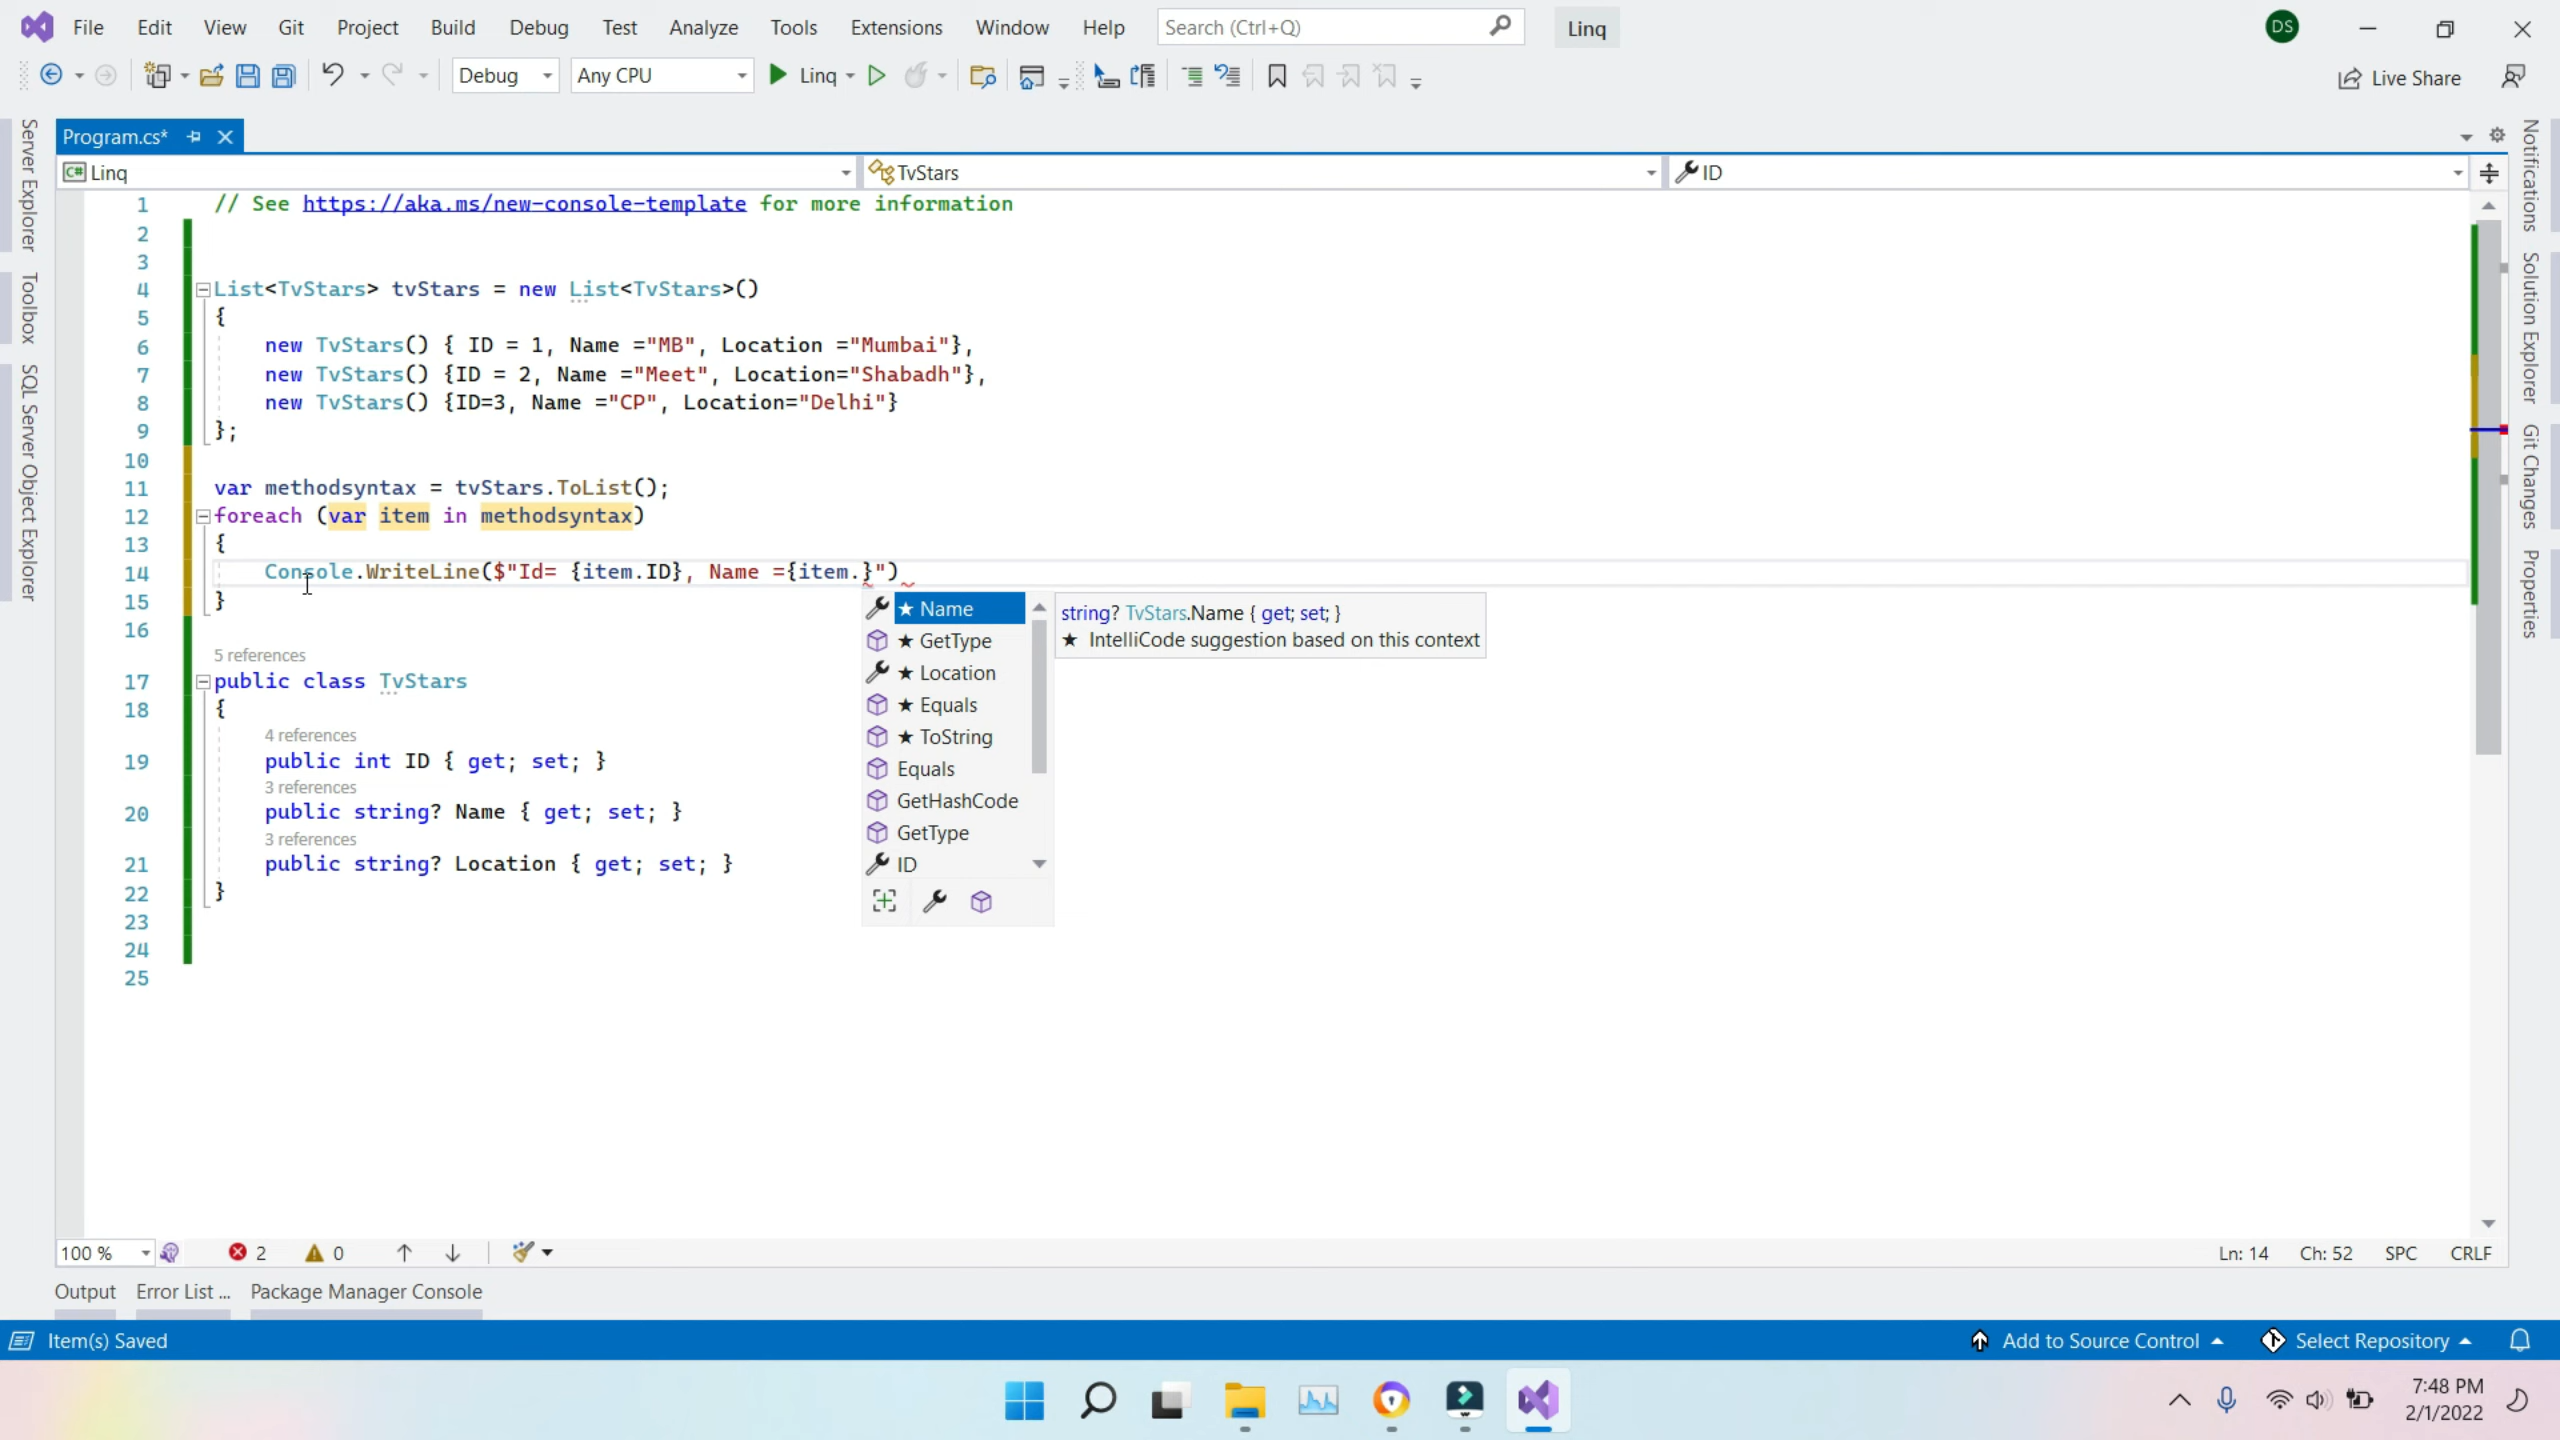 File Edit View Git Project Build Debug Test Analyze Tools Extensions Window Help Search (Ctrl+Q) Linq DS
Debug Any CPU Linq Live Share
Program.cs*
C# Linq TvStars ID
Server Explorer
Toolbox
SQL Server Object Explorer
1 // See https://aka.ms/new-console-template for more information
2
3
4 List<TvStars> tvStars = new List<TvStars>()
5 {
6 new TvStars() { ID = 1, Name ="MB", Location ="Mumbai"},
7 new TvStars() {ID = 2, Name ="Meet", Location="Shabadh"},
8 new TvStars() {ID=3, Name ="CP", Location="Delhi"}
9 };
10
11 var methodsyntax = tvStars.ToList();
12 foreach (var item in methodsyntax)
13 {
14 Console.WriteLine($"Id= {item.ID}, Name ={item.}")
15 }
16
5 references
17 public class TvStars
18 {
4 references
19 public int ID { get; set; }
3 references
20 public string? Name { get; set; }
3 references
21 public string? Location { get; set; }
22 }
23
24
25
★ Name
★ GetType
★ Location
★ Equals
★ ToString
Equals
GetHashCode
GetType
ID
string? TvStars.Name { get; set; }
★ IntelliCode suggestion based on this context
Notifications
Solution Explorer
Git Changes
Properties
100 % 2 0 Ln: 14 Ch: 52 SPC CRLF
Output Error List ... Package Manager Console
Item(s) Saved Add to Source Control Select Repository
7:48 PM
2/1/2022